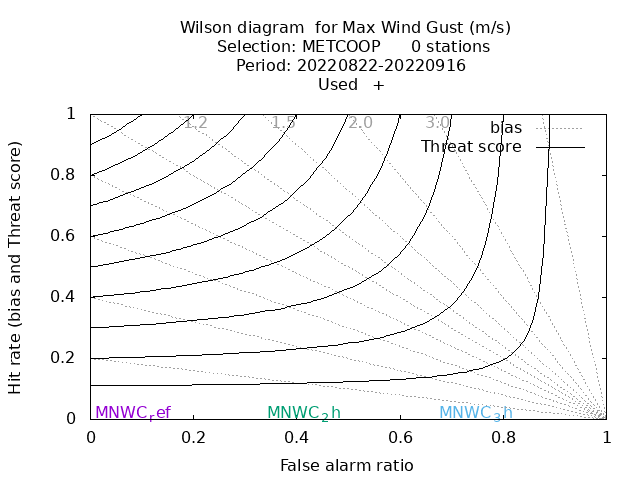 Wilson diagram  for Max Wind Gust (m/s)
Selection: METCOOP      0 stations
Period: 20220822-20220916
Used   +
1.2 1.5 2.0 3.0
bias
Threat score
Hit rate (bias and Threat score)
1
0.8
0.6
0.4
0.2
0
MNWC_ref MNWC_2h MNWC_3h
0 0.2 0.4 0.6 0.8 1
False alarm ratio